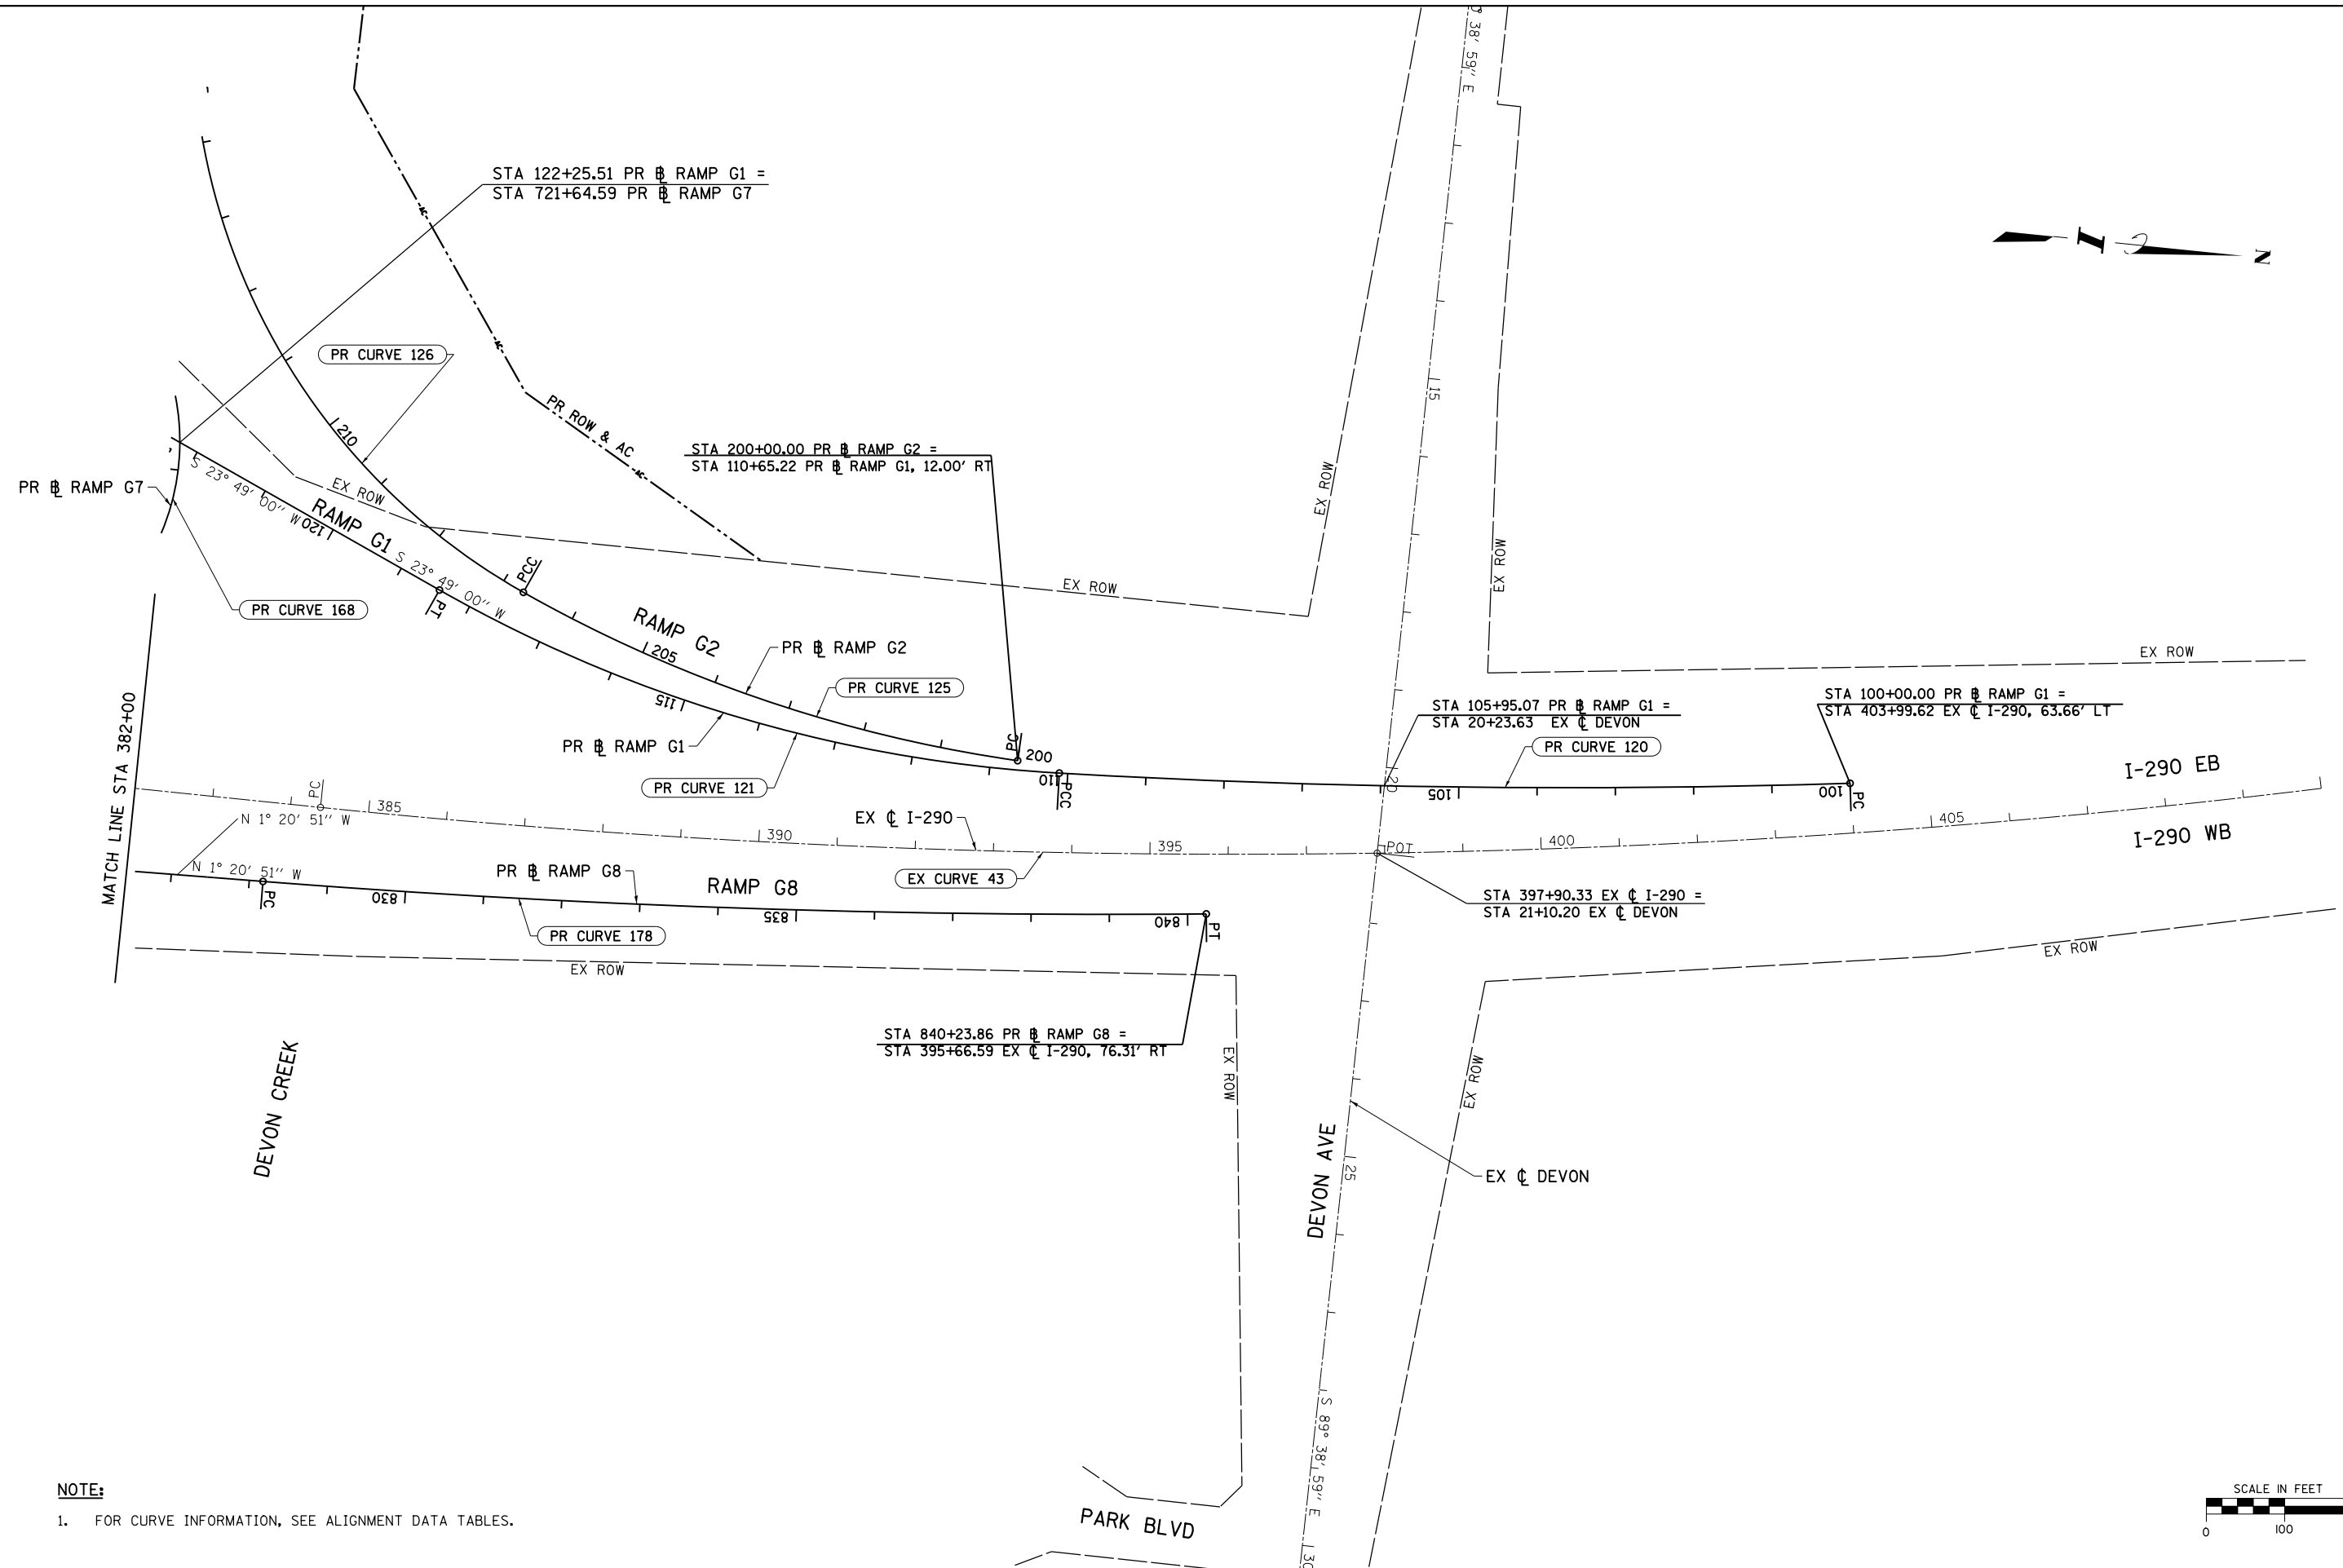 0° 38' 59'' E
STA 122+25.51 PR ℄ RAMP G1 =
STA 721+64.59 PR ℄ RAMP G7
N
PR CURVE 126
15
210
PR ROW & AC
STA 200+00.00 PR ℄ RAMP G2 =
STA 110+65.22 PR ℄ RAMP G1, 12.00' RT
PR ℄ RAMP G7
S 23° 49' 00'' W
EX ROW
RAMP G1
120
EX ROW
EX ROW
S 23° 49' 00'' W
PCC
PT
EX ROW
PR CURVE 168
RAMP G2
205
PR ℄ RAMP G2
EX ROW
PR CURVE 125
115
STA 105+95.07 PR ℄ RAMP G1 =
STA 20+23.63 EX ℄ DEVON
STA 100+00.00 PR ℄ RAMP G1 =
STA 403+99.62 EX ℄ I-290, 63.66' LT
MATCH LINE STA 382+00
PR ℄ RAMP G1
PC
200
PR CURVE 120
I-290 EB
PR CURVE 121
110
PCC
20
105
100
PC
PC
385
N 1° 20' 51'' W
EX ℄ I-290
390
395
POT
400
405
I-290 WB
N 1° 20' 51'' W
PC
PR ℄ RAMP G8
RAMP G8
EX CURVE 43
STA 397+90.33 EX ℄ I-290 =
STA 21+10.20 EX ℄ DEVON
830
835
840
PT
PR CURVE 178
EX ROW
EX ROW
STA 840+23.86 PR ℄ RAMP G8 =
STA 395+66.59 EX ℄ I-290, 76.31' RT
EX ROW
EX ROW
DEVON CREEK
DEVON AVE
25
EX ℄ DEVON
S 89° 38' 59'' E
NOTE:
1. FOR CURVE INFORMATION, SEE ALIGNMENT DATA TABLES.
PARK BLVD
30
SCALE IN FEET
0
100